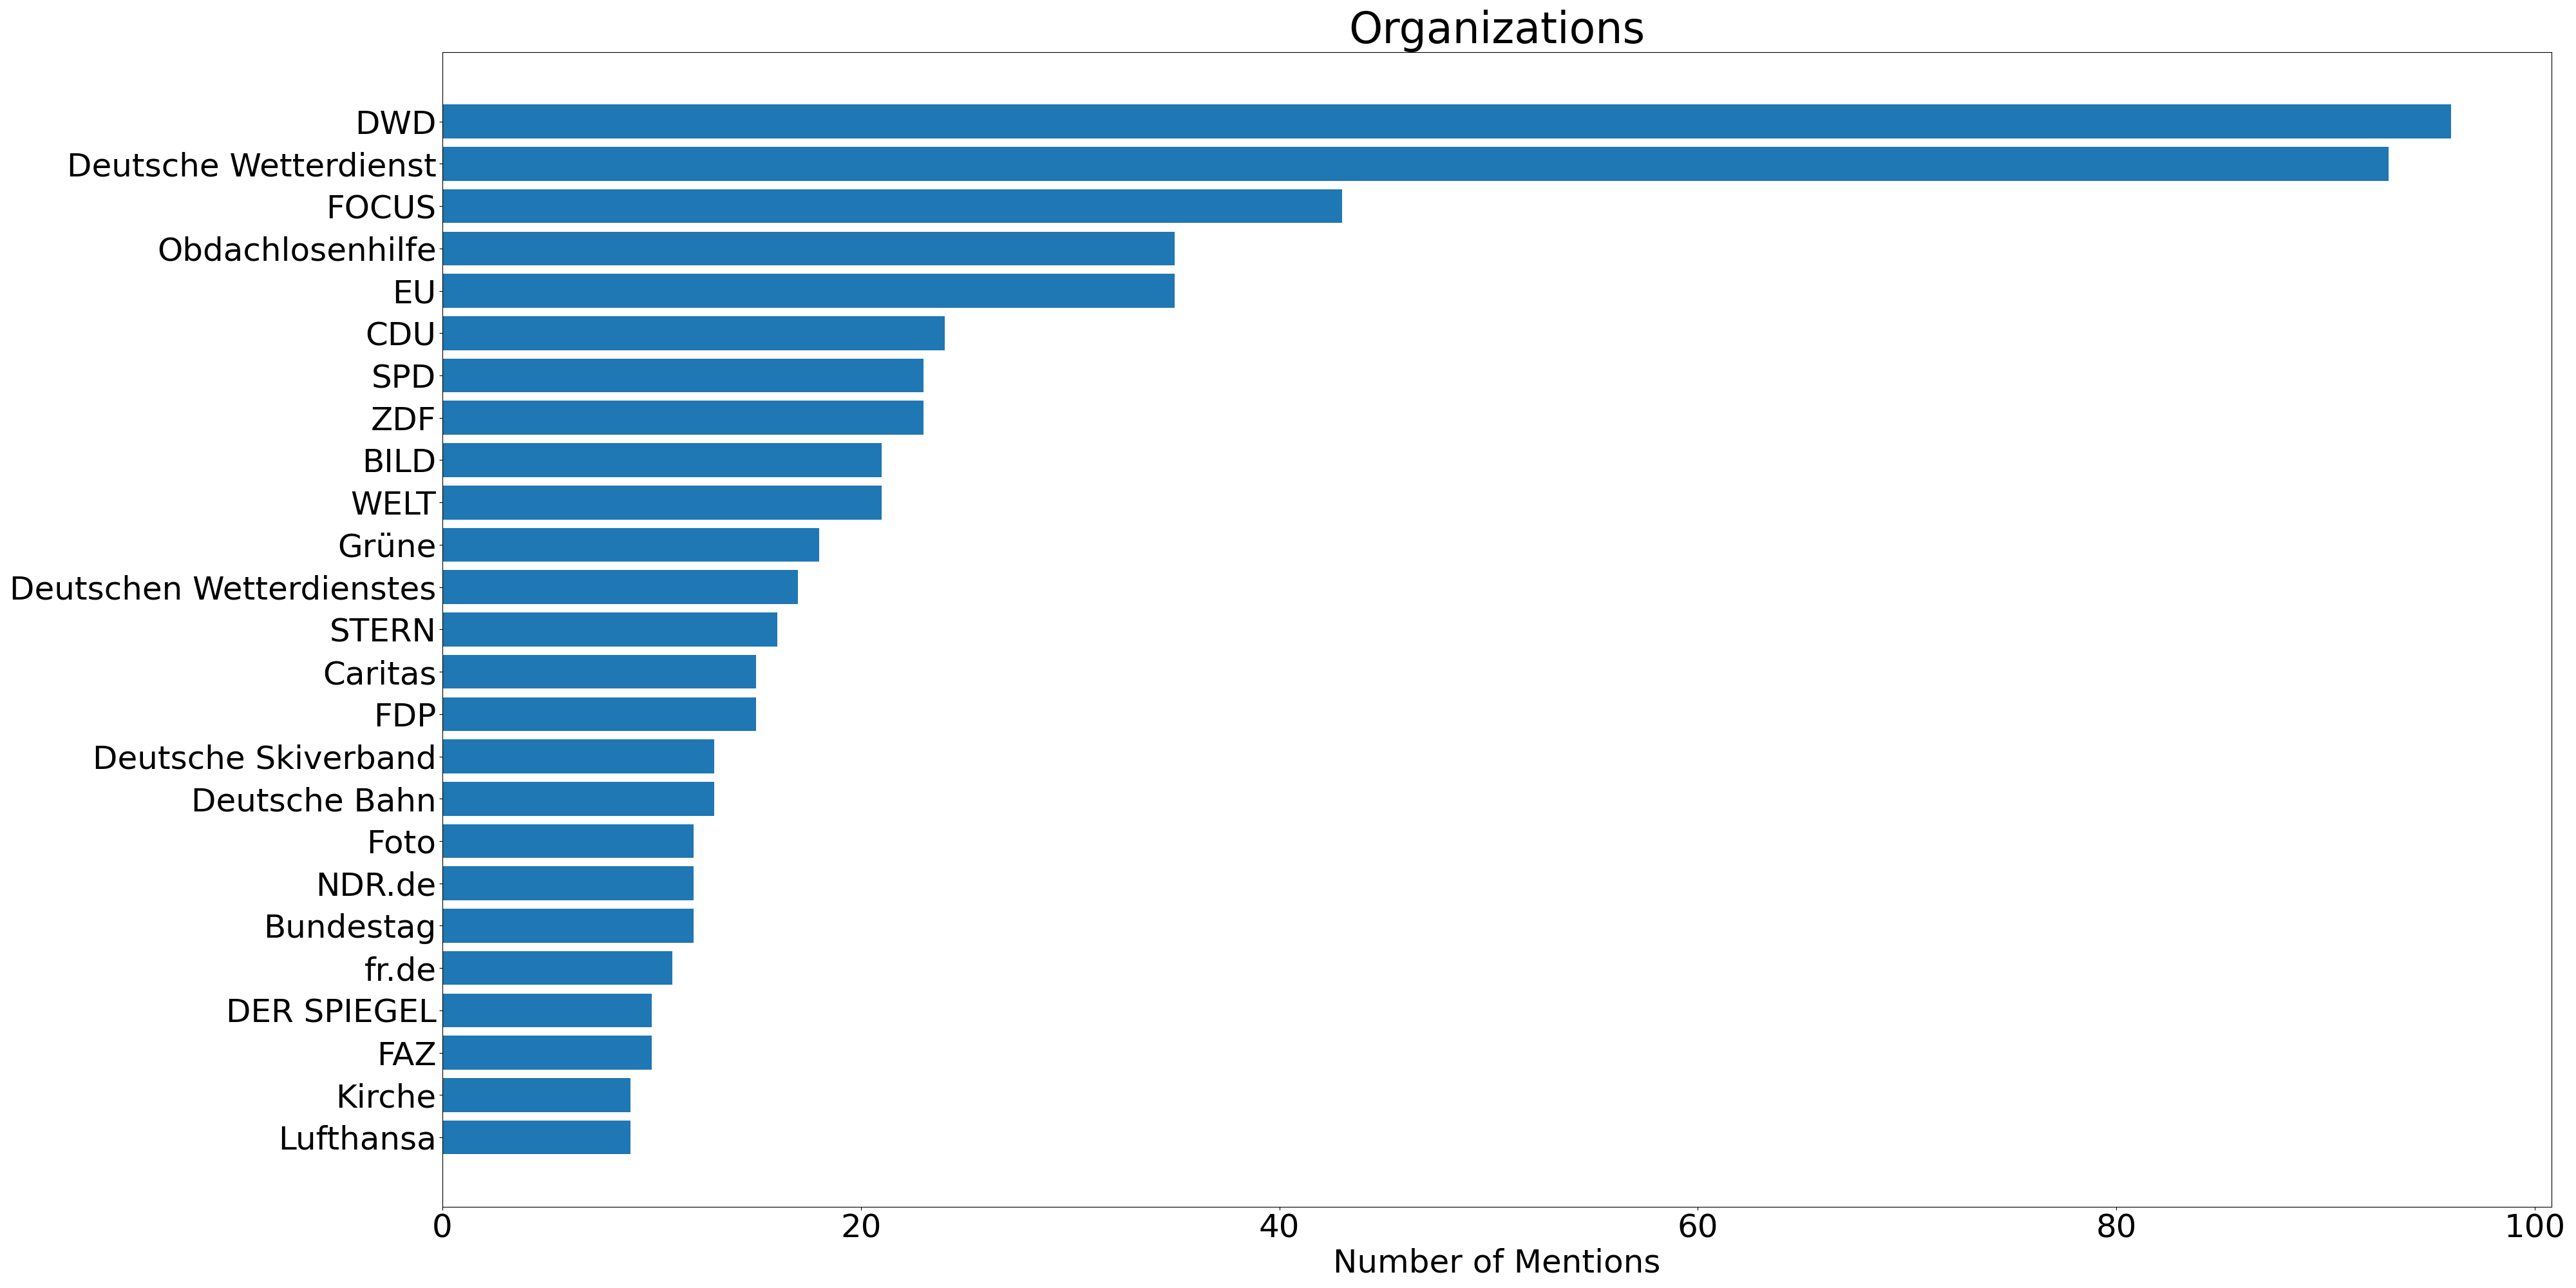 Organizations
DWD
Deutsche Wetterdienst
FOCUS
Obdachlosenhilfe
EU
CDU
SPD
ZDF
BILD
WELT
Grüne
Deutschen Wetterdienstes
STERN
Caritas
FDP
Deutsche Skiverband
Deutsche Bahn
Foto
NDR.de
Bundestag
fr.de
DER SPIEGEL
FAZ
Kirche
Lufthansa
0 20 40 60 80 100
Number of Mentions